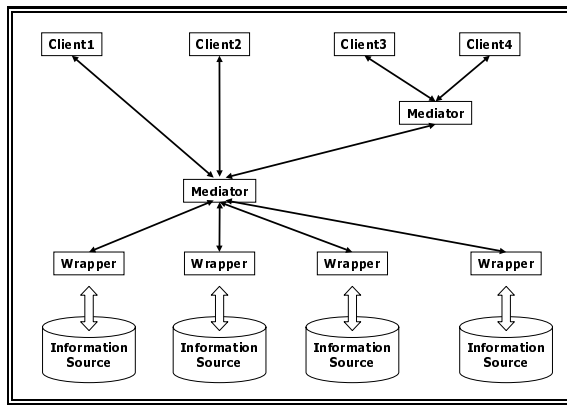 Client1
Client2
Client3
Client4
Mediator
Mediator
Wrapper
Wrapper
Wrapper
Wrapper
Information
Source
Information
Source
Information
Source
Information
Source